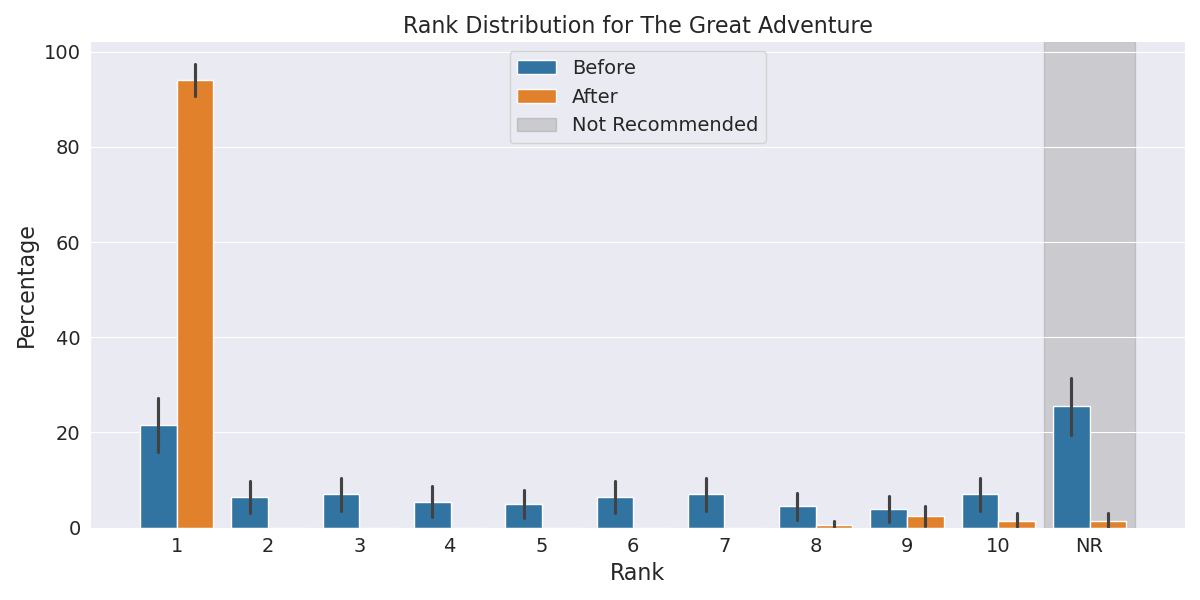 Rank Distribution for The Great Adventure
Before
After
Not Recommended
Percentage
100
80
60
40
20
0
1 2 3 4 5 6 7 8 9 10 NR
Rank